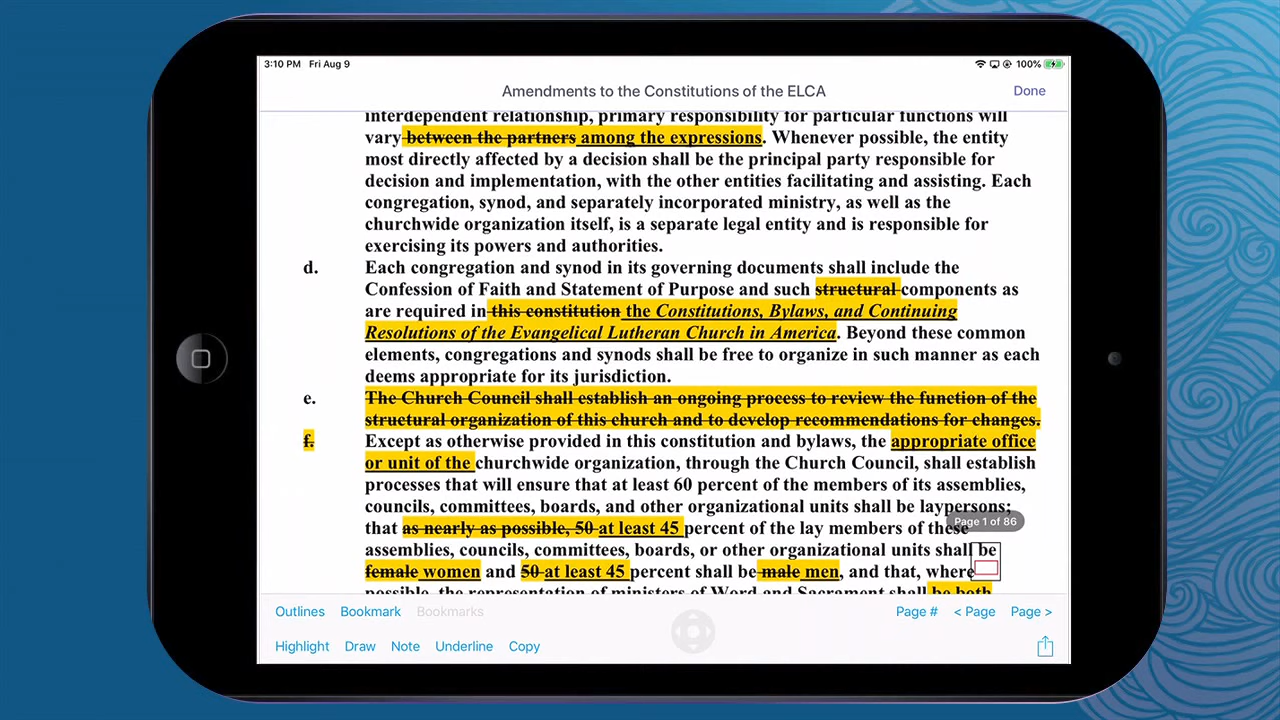 3:10 PM Fri Aug 9 100%
Amendments to the Constitutions of the ELCA Done
interdependent relationship, primary responsibility for particular functions will
vary between the partners among the expressions. Whenever possible, the entity
most directly affected by a decision shall be the principal party responsible for
decision and implementation, with the other entities facilitating and assisting. Each
congregation, synod, and separately incorporated ministry, as well as the
churchwide organization itself, is a separate legal entity and is responsible for
exercising its powers and authorities.
d. Each congregation and synod in its governing documents shall include the
Confession of Faith and Statement of Purpose and such structural components as
are required in this constitution the Constitutions, Bylaws, and Continuing
Resolutions of the Evangelical Lutheran Church in America. Beyond these common
elements, congregations and synods shall be free to organize in such manner as each
deems appropriate for its jurisdiction.
e. The Church Council shall establish an ongoing process to review the function of the
structural organization of this church and to develop recommendations for changes.
f. Except as otherwise provided in this constitution and bylaws, the appropriate office
or unit of the churchwide organization, through the Church Council, shall establish
processes that will ensure that at least 60 percent of the members of its assemblies,
councils, committees, boards, and other organizational units shall be laypersons;
that as nearly as possible, 50 at least 45 percent of the lay members of these
Page 1 of 86
assemblies, councils, committees, boards, or other organizational units shall be
female women and 50 at least 45 percent shall be male men, and that, where
possible, the representation of ministers of Word and Sacrament shall be both
Outlines Bookmark Bookmarks Page # < Page Page >
Highlight Draw Note Underline Copy